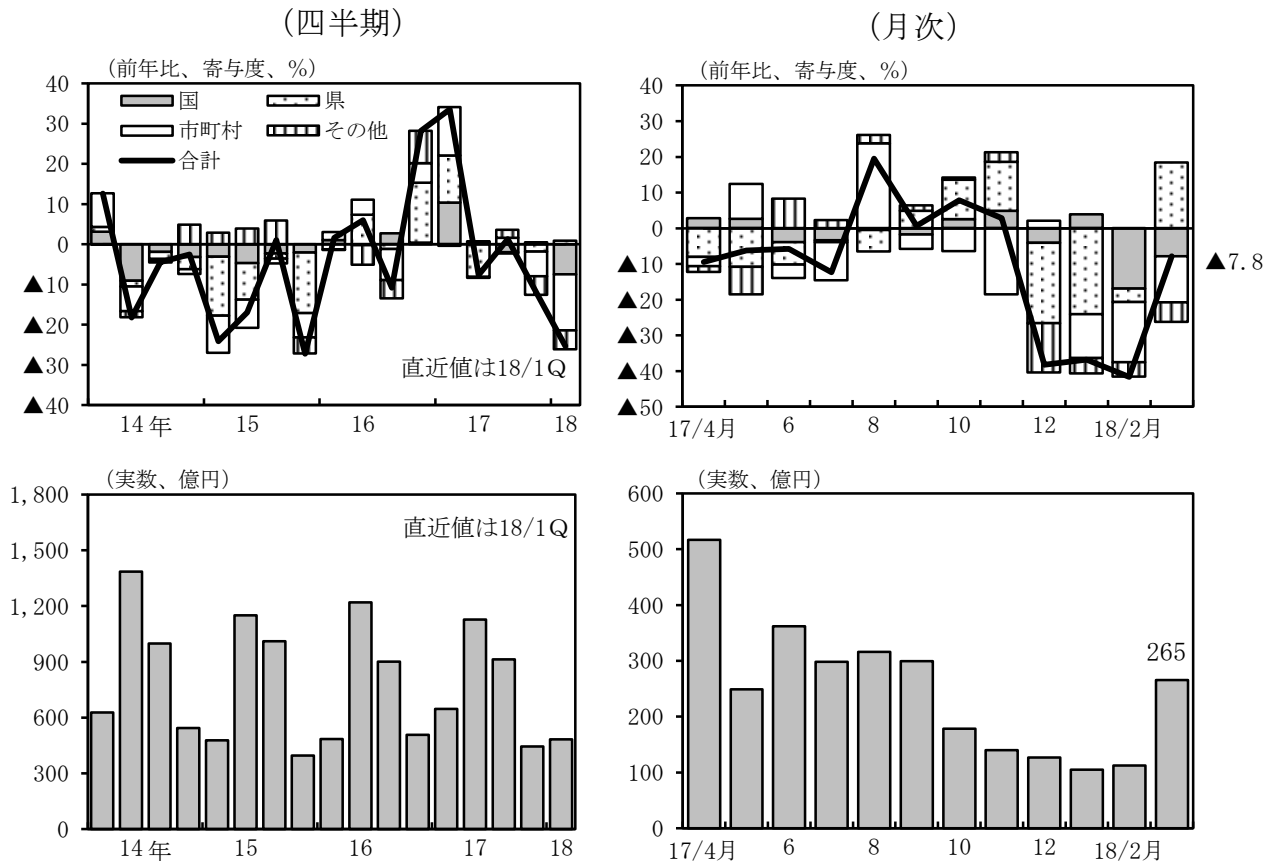 (四半期)
(前年比、寄与度、%)
国
県
市町村
その他
合計
40
30
20
10
0
▲ 10
▲ 20
▲ 30
▲ 40
直近値は18/1Q
14年
15
16
17
18
(月次)
(前年比、寄与度、%)
40
30
20
10
0
▲ 10
▲ 20
▲ 30
▲ 40
▲ 50
▲7.8
17/4月
6
8
10
12
18/2月
(実数、億円)
1,800
1,500
1,200
900
600
300
0
直近値は18/1Q
14年
15
16
17
18
(実数、億円)
600
500
400
300
200
100
0
265
17/4月
6
8
10
12
18/2月